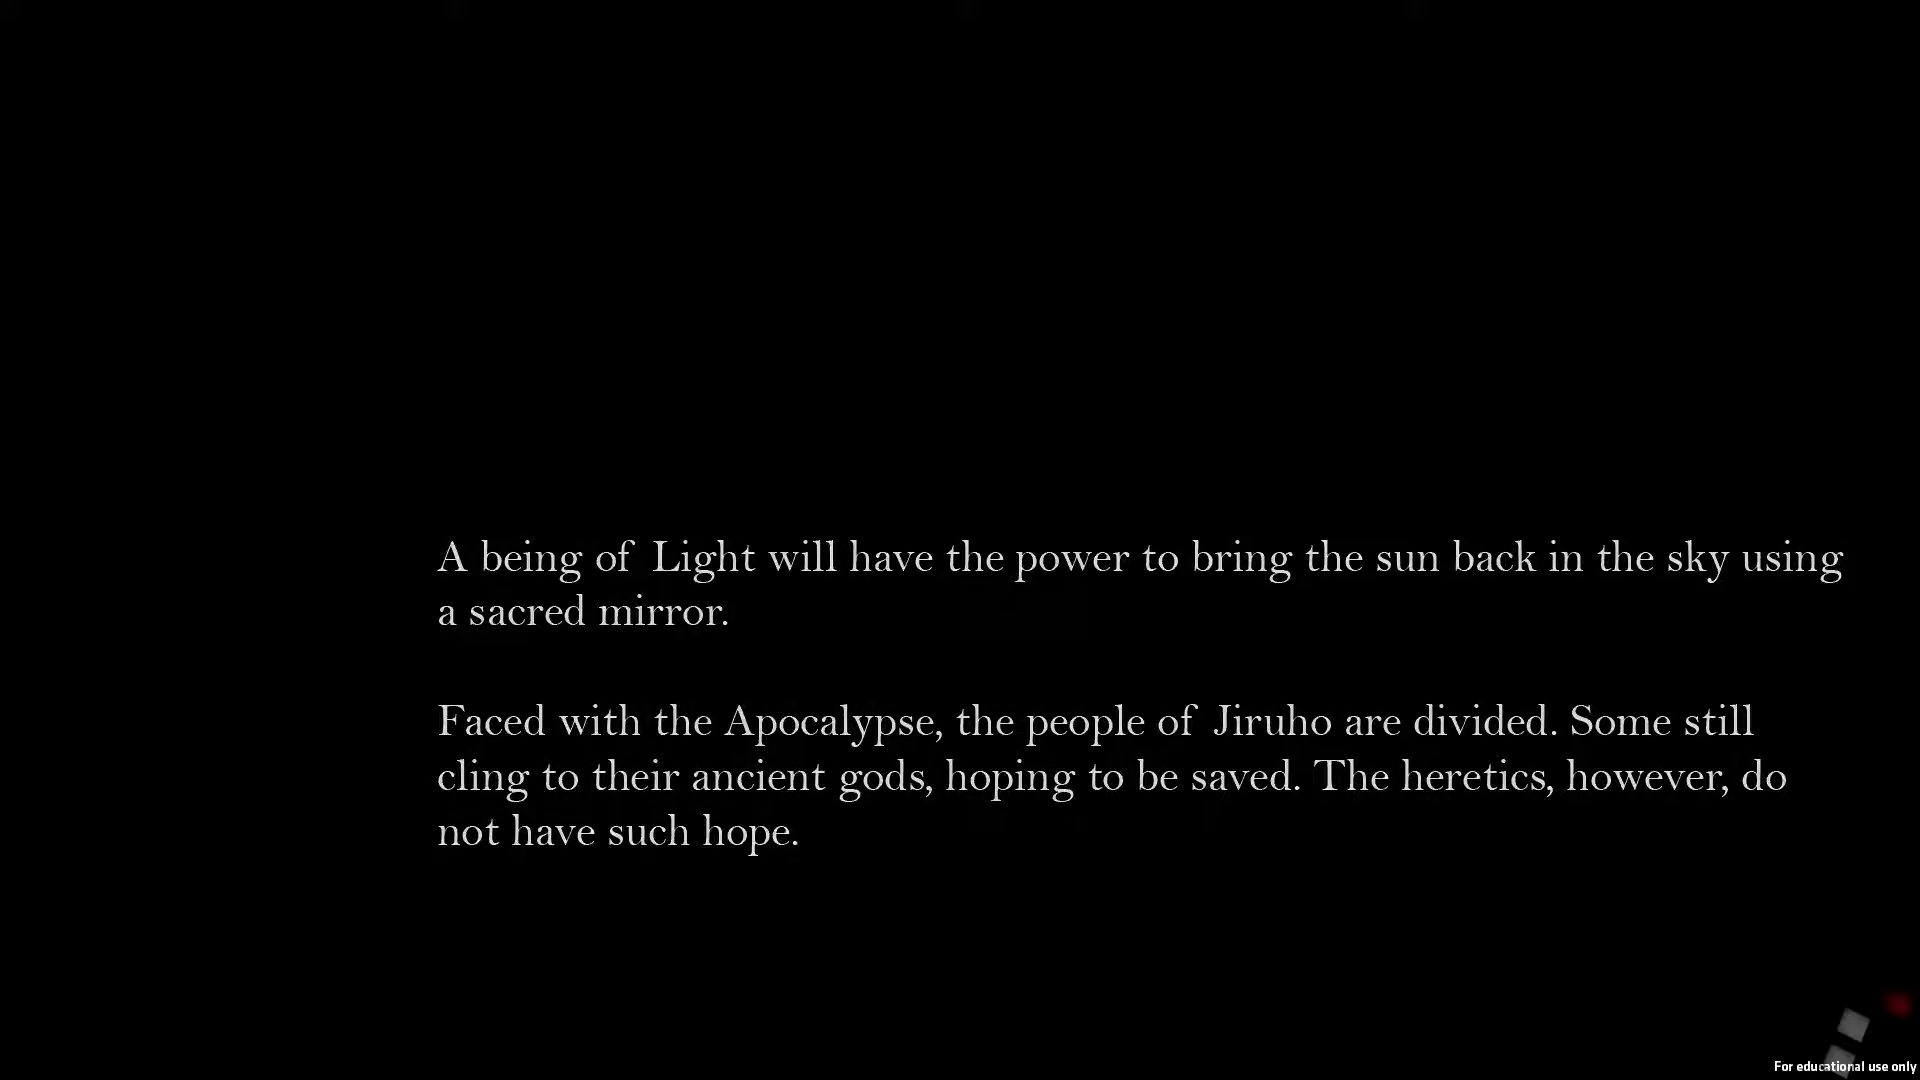 A being of Light will have the power to bring the sun back in the sky using
a sacred mirror.
Faced with the Apocalypse, the people of Jiruho are divided. Some still
cling to their ancient gods, hoping to be saved. The heretics, however, do
not have such hope.
For educational use only